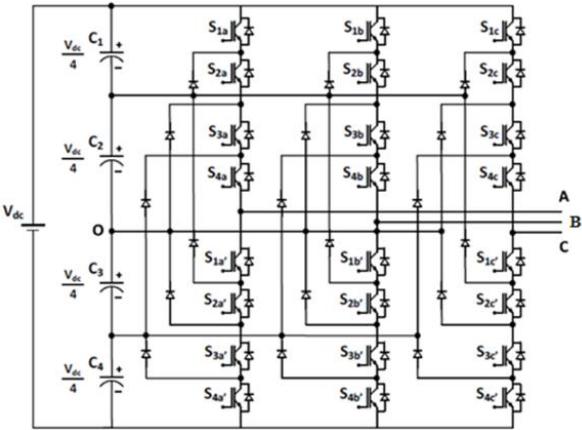 S1a S1b S1c
Vdc/4 C1 + −
S2a S2b S2c
Vdc/4 C2 + −
S3a S3b S3c
S4a S4b S4c
A
Vdc
B
O
C
Vdc/4 C3 + −
S1a' S1b' S1c'
S2a' S2b' S2c'
Vdc/4 C4 + −
S3a' S3b' S3c'
S4a' S4b' S4c'